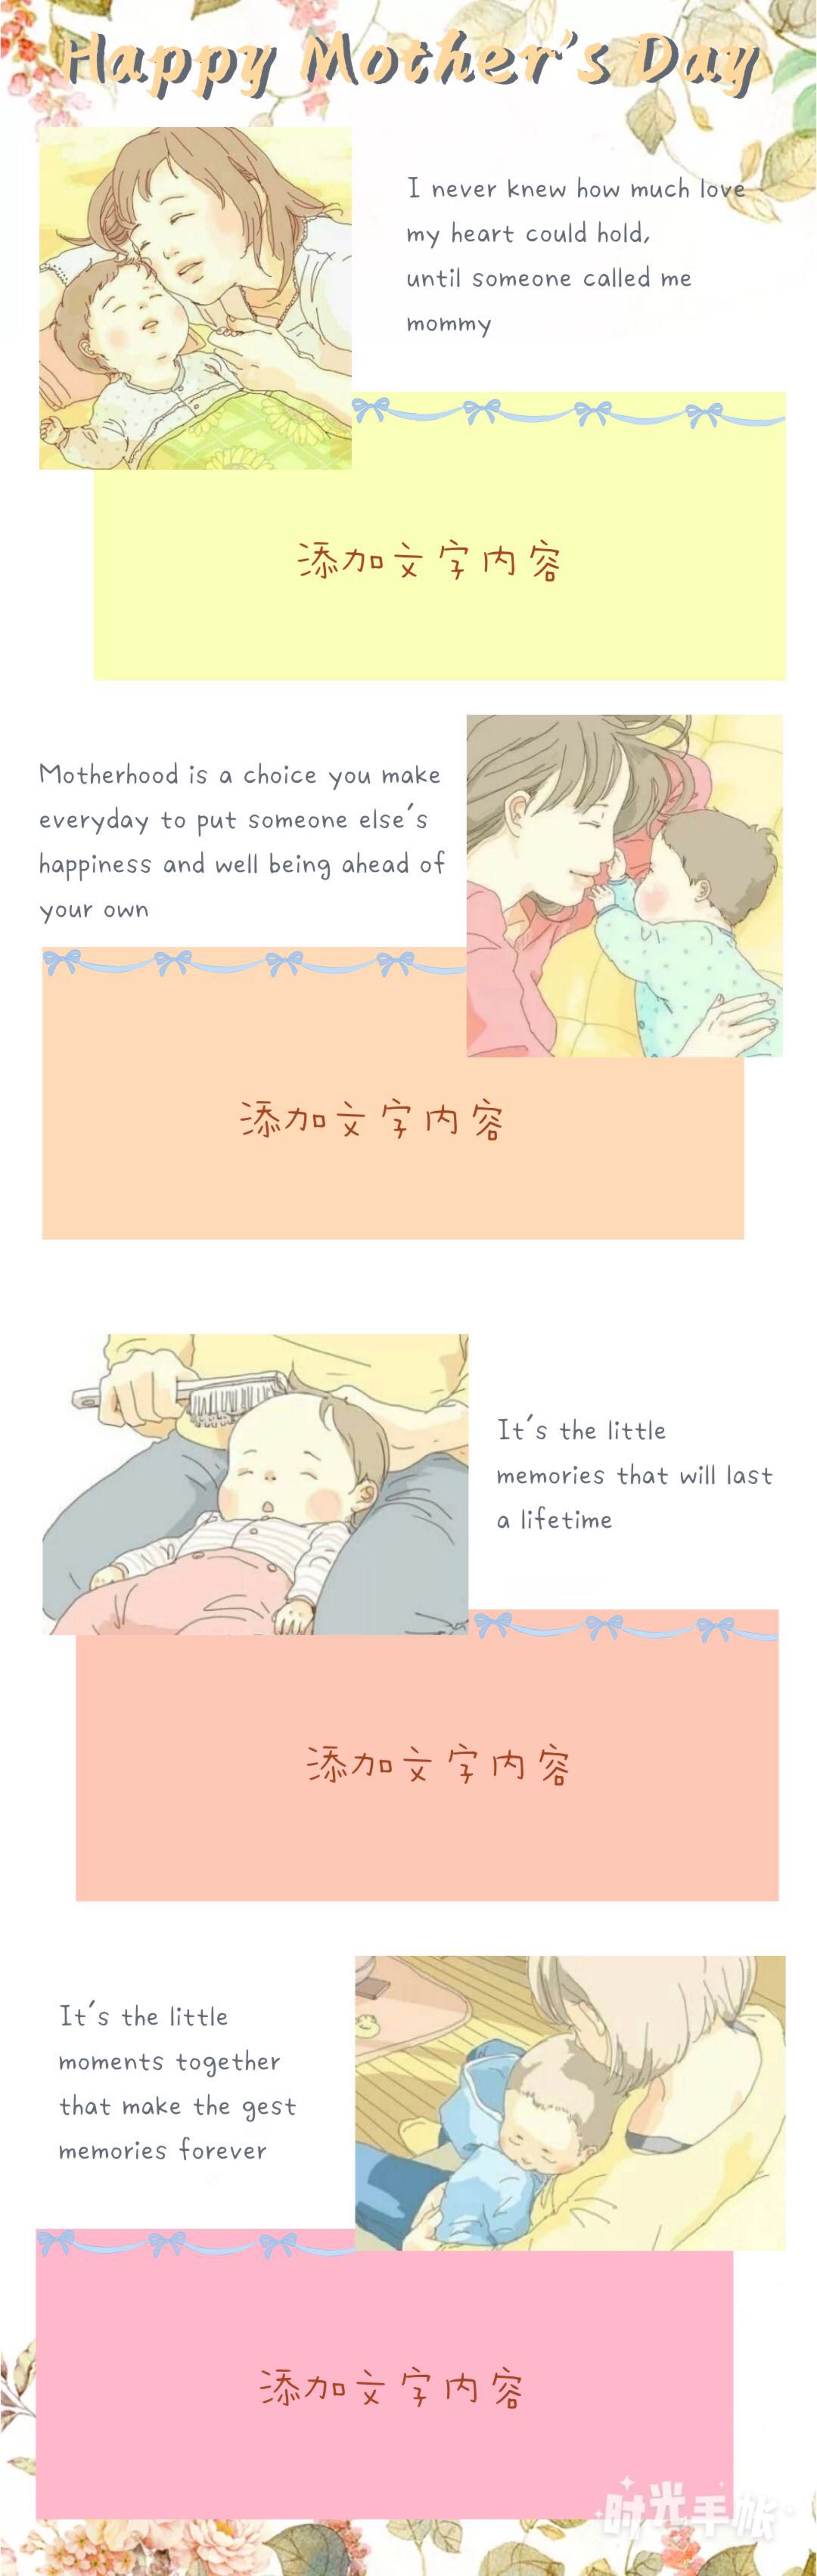 Happy Mother's Day
I never knew how much love
my heart could hold,
until someone called me
mommy
添加文字内容
Motherhood is a choice you make
everyday to put someone else's
happiness and well being ahead of
your own
添加文字内容
It's the little
memories that will last
a lifetime
添加文字内容
It's the little
moments together
that make the gest
memories forever
添加文字内容
时光手帐